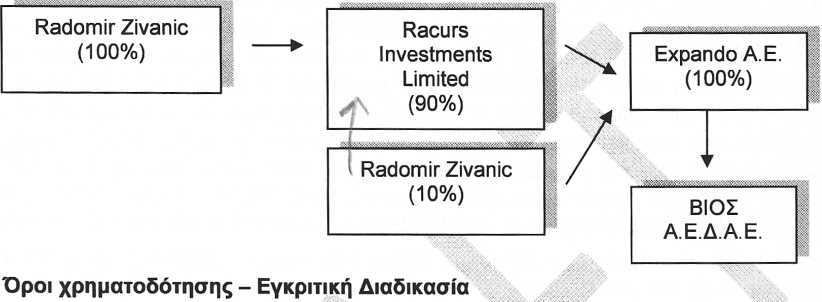 Radomir Zivanic
(100%)
Racurs
Investments
Limited
(90%)
Radomir Zivanic
(10%)
Expando A.E.
(100%)
ΒΙΟΣ
Α.Ε.Δ.Α.Ε.
Όροι χρηματοδότησης – Εγκριτική Διαδικασία